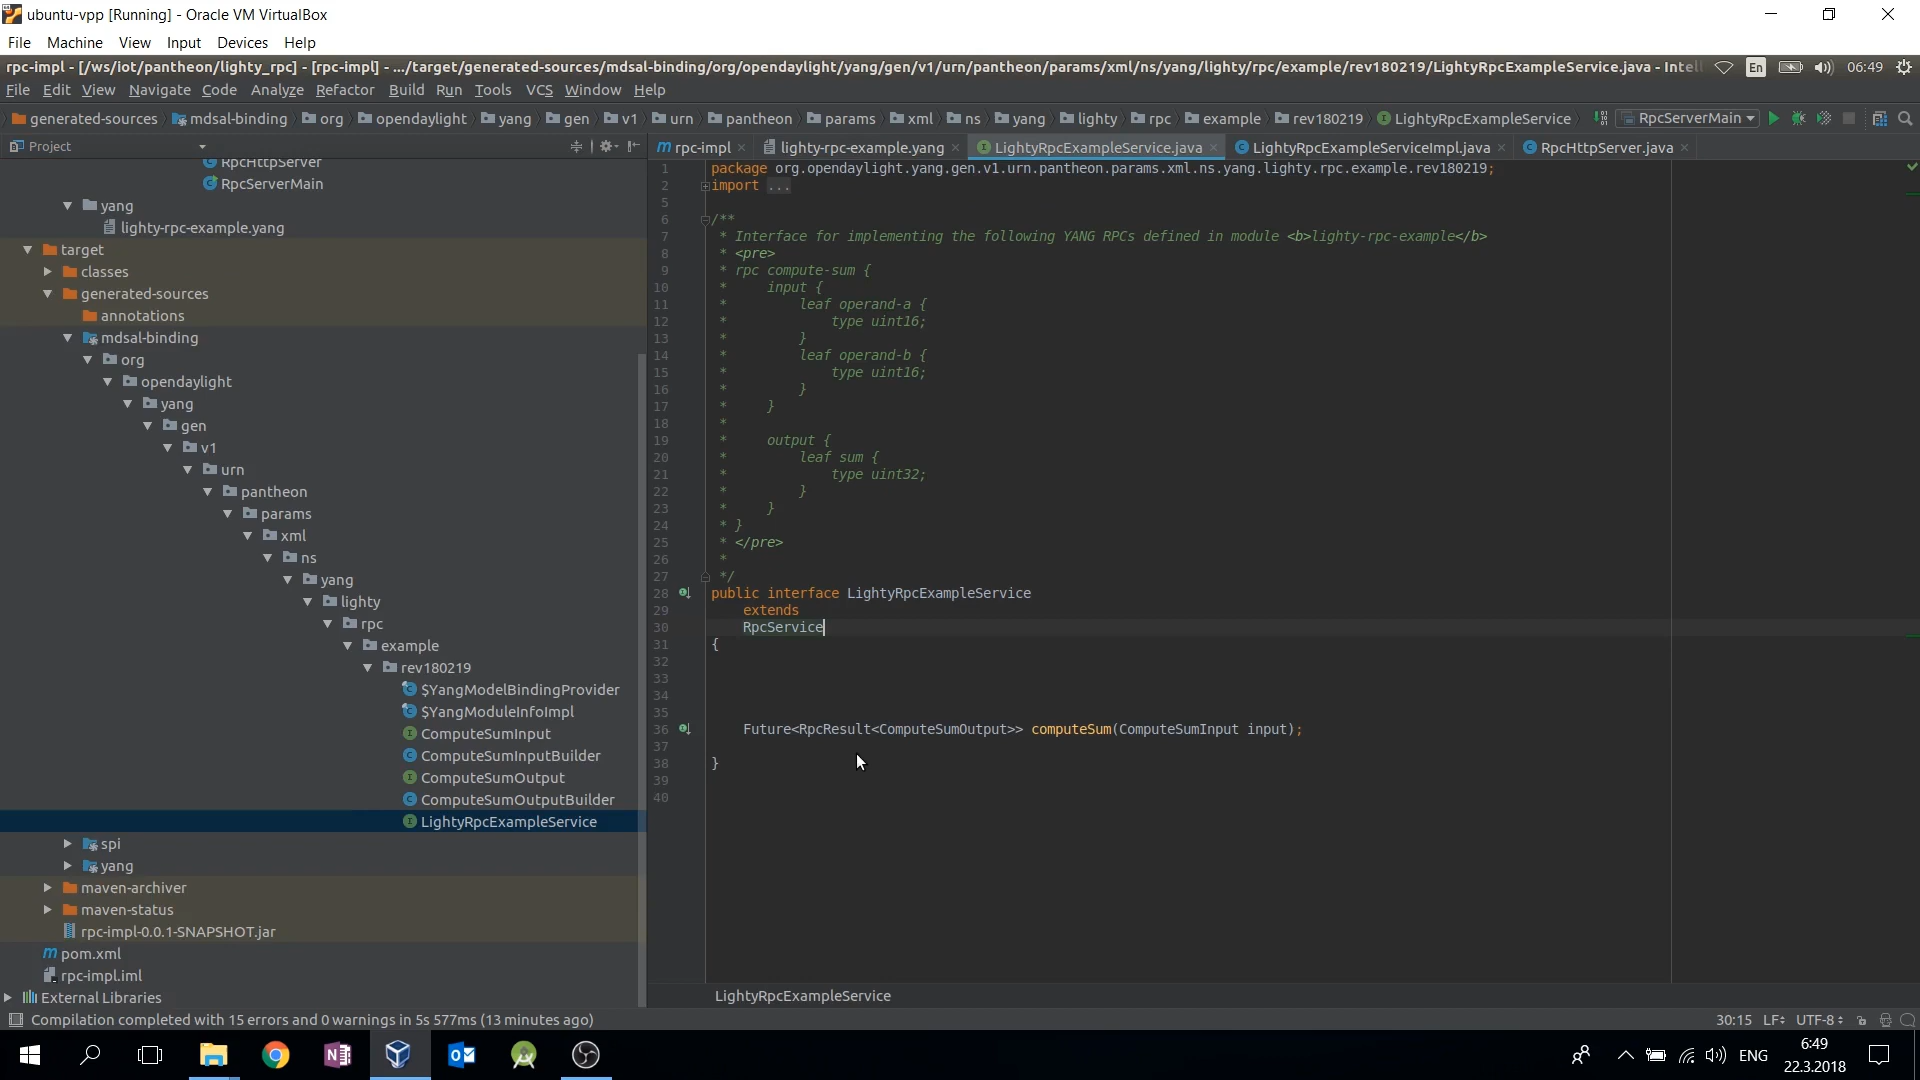 ubuntu-vpp [Running] - Oracle VM VirtualBox
File Machine View Input Devices Help
rpc-impl - [/ws/iot/pantheon/lighty_rpc] - [rpc-impl] - .../target/generated-sources/mdsal-binding/org/opendaylight/yang/gen/v1/urn/pantheon/params/xml/ns/yang/lighty/rpc/example/rev180219/LightyRpcExampleService.java - Intel En 06:49
File Edit View Navigate Code Analyze Refactor Build Run Tools VCS Window Help
generated-sources mdsal-binding org opendaylight yang gen v1 urn pantheon params xml ns yang lighty rpc example rev180219 LightyRpcExampleService RpcServerMain
Project
rpc-impl lighty-rpc-example.yang LightyRpcExampleService.java LightyRpcExampleServiceImpl.java RpcHttpServer.java
RpcHttpServer
RpcServerMain
yang
lighty-rpc-example.yang
target
classes
generated-sources
annotations
mdsal-binding
org
opendaylight
yang
gen
v1
urn
pantheon
params
xml
ns
yang
lighty
rpc
example
rev180219
$YangModelBindingProvider
$YangModuleInfoImpl
ComputeSumInput
ComputeSumInputBuilder
ComputeSumOutput
ComputeSumOutputBuilder
LightyRpcExampleService
spi
yang
maven-archiver
maven-status
rpc-impl-0.0.1-SNAPSHOT.jar
pom.xml
rpc-impl.iml
External Libraries
1 package org.opendaylight.yang.gen.v1.urn.pantheon.params.xml.ns.yang.lighty.rpc.example.rev180219;
2 import ...
5
6 /**
7 * Interface for implementing the following YANG RPCs defined in module <b>lighty-rpc-example</b>
8 * <pre>
9 * rpc compute-sum {
10 * input {
11 * leaf operand-a {
12 * type uint16;
13 * }
14 * leaf operand-b {
15 * type uint16;
16 * }
17 * }
18 *
19 * output {
20 * leaf sum {
21 * type uint32;
22 * }
23 * }
24 * }
25 * </pre>
26 *
27 */
28 public interface LightyRpcExampleService
29 extends
30 RpcService
31 {
32
33
34
35
36 Future<RpcResult<ComputeSumOutput>> computeSum(ComputeSumInput input);
37
38 }
39
40
LightyRpcExampleService
Compilation completed with 15 errors and 0 warnings in 5s 577ms (13 minutes ago) 30:15 LF UTF-8
ENG
6:49
22.3.2018